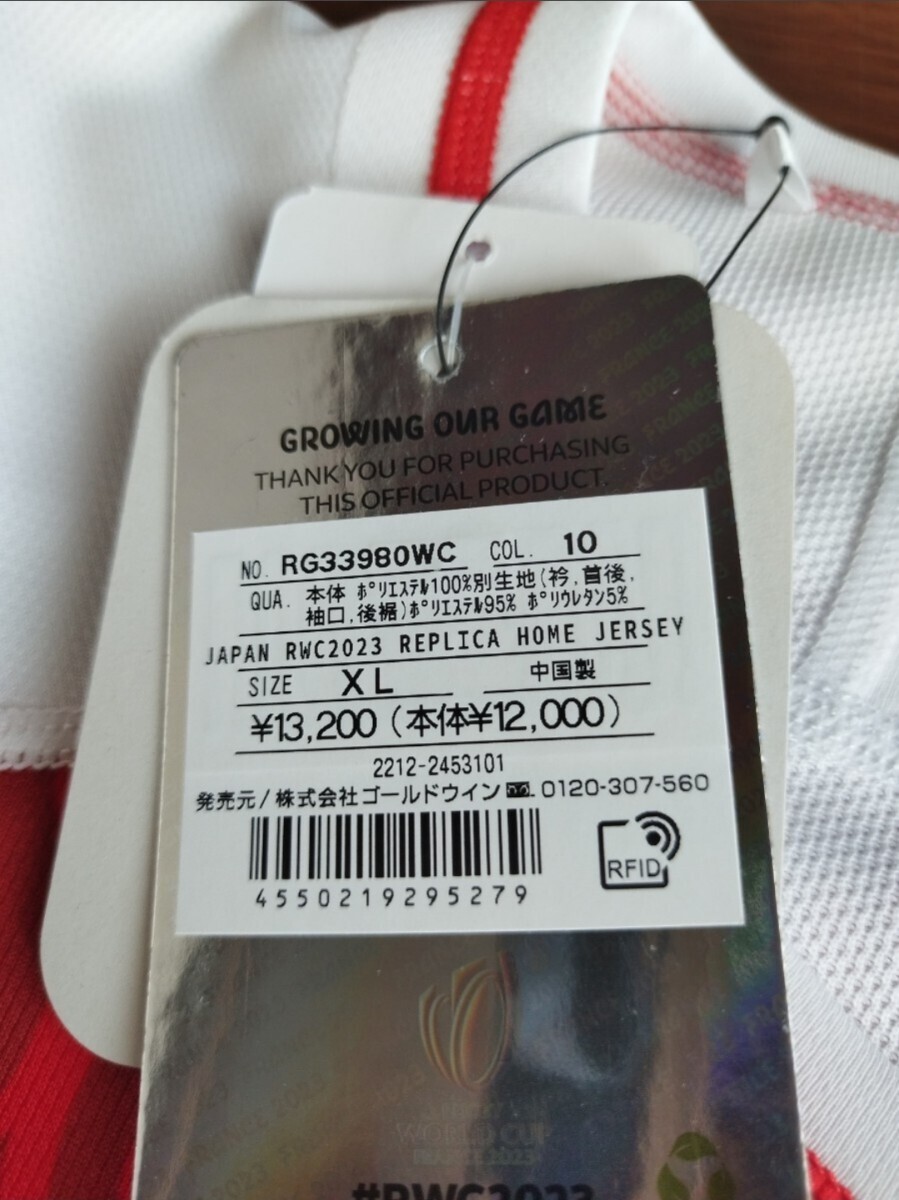 GROWING OUR GAME
THANK YOU FOR PURCHASING
THIS OFFICIAL PRODUCT.
NO. RG33980WC COL. 10
QUA. 本体 ﾎﾟﾘｴｽﾃﾙ100%別生地(衿,首後,
袖口,後裾)ﾎﾟﾘｴｽﾃﾙ95% ﾎﾟﾘｳﾚﾀﾝ5%
JAPAN RWC2023 REPLICA HOME JERSEY
SIZE XL 中国製
¥13,200(本体¥12,000)
2212-2453101
発売元/株式会社ゴールドウイン 0120-307-560
RFID
4550219295279
WORLD CUP
#RWC2023
FRANCE 2023